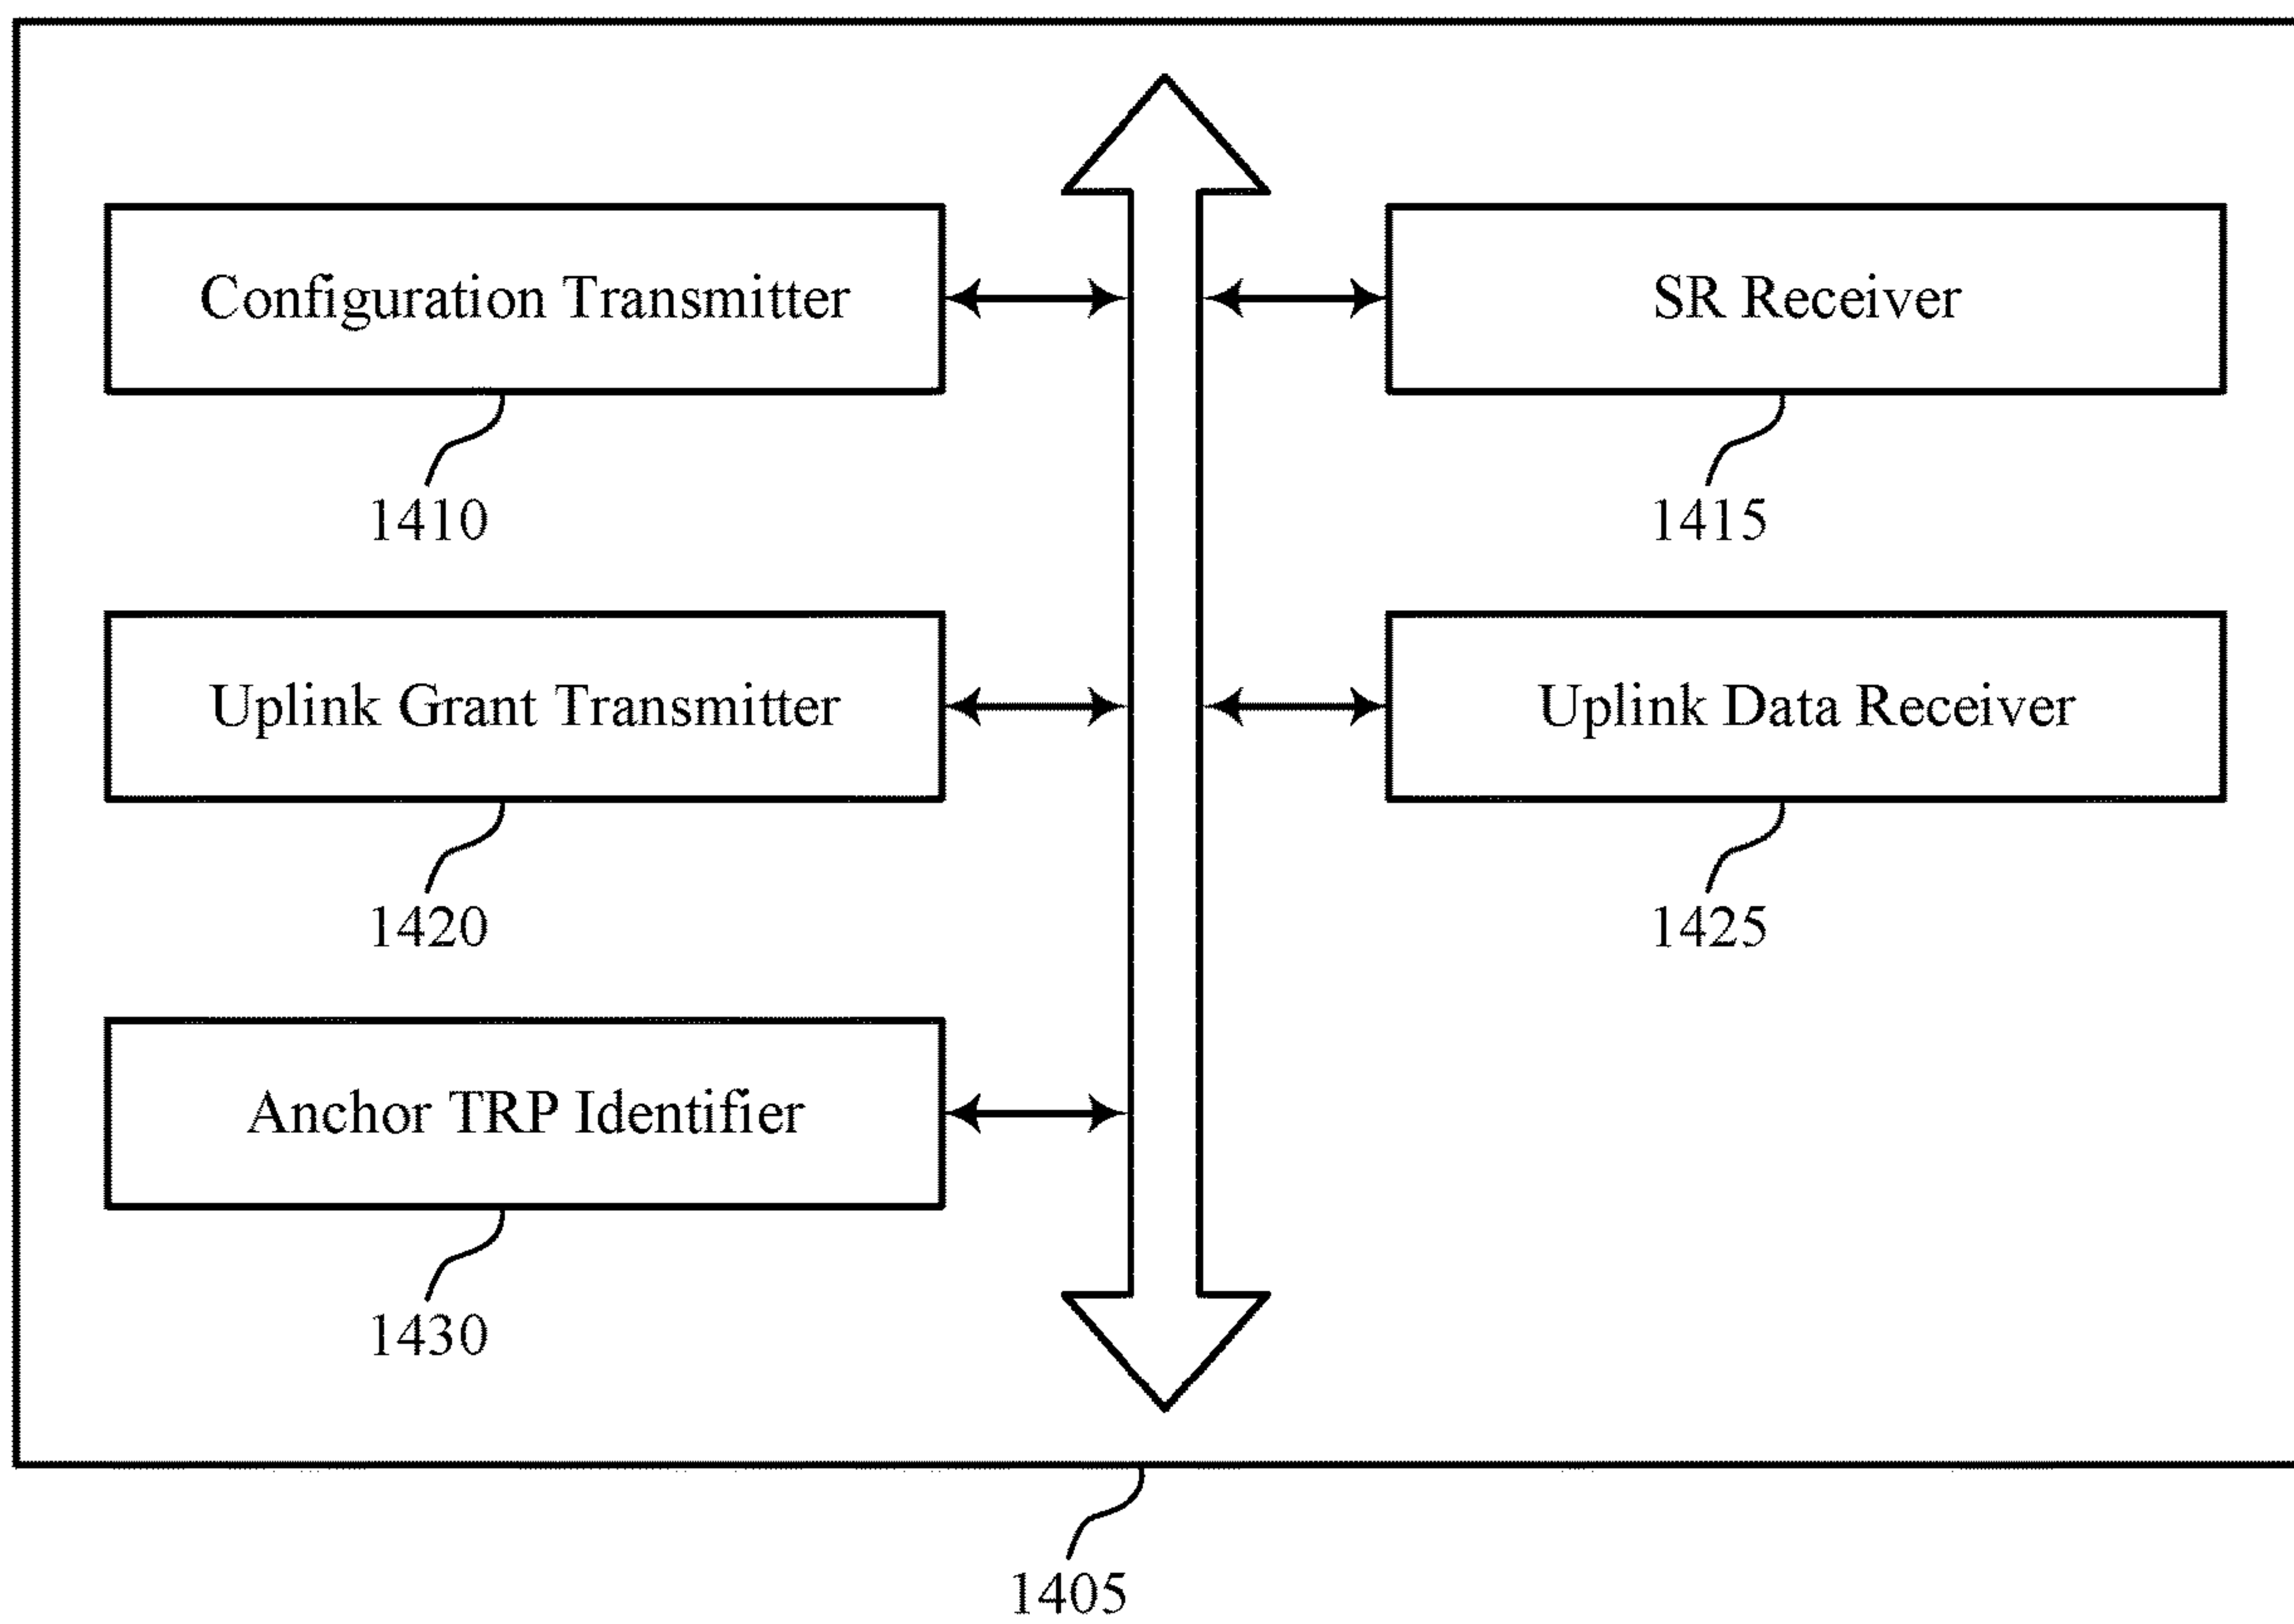 Configuration Transmitter
SR Receiver
1410
1415
Uplink Grant Transmitter
Uplink Data Receiver
1420
1425
Anchor TRP Identifier
1430
1405